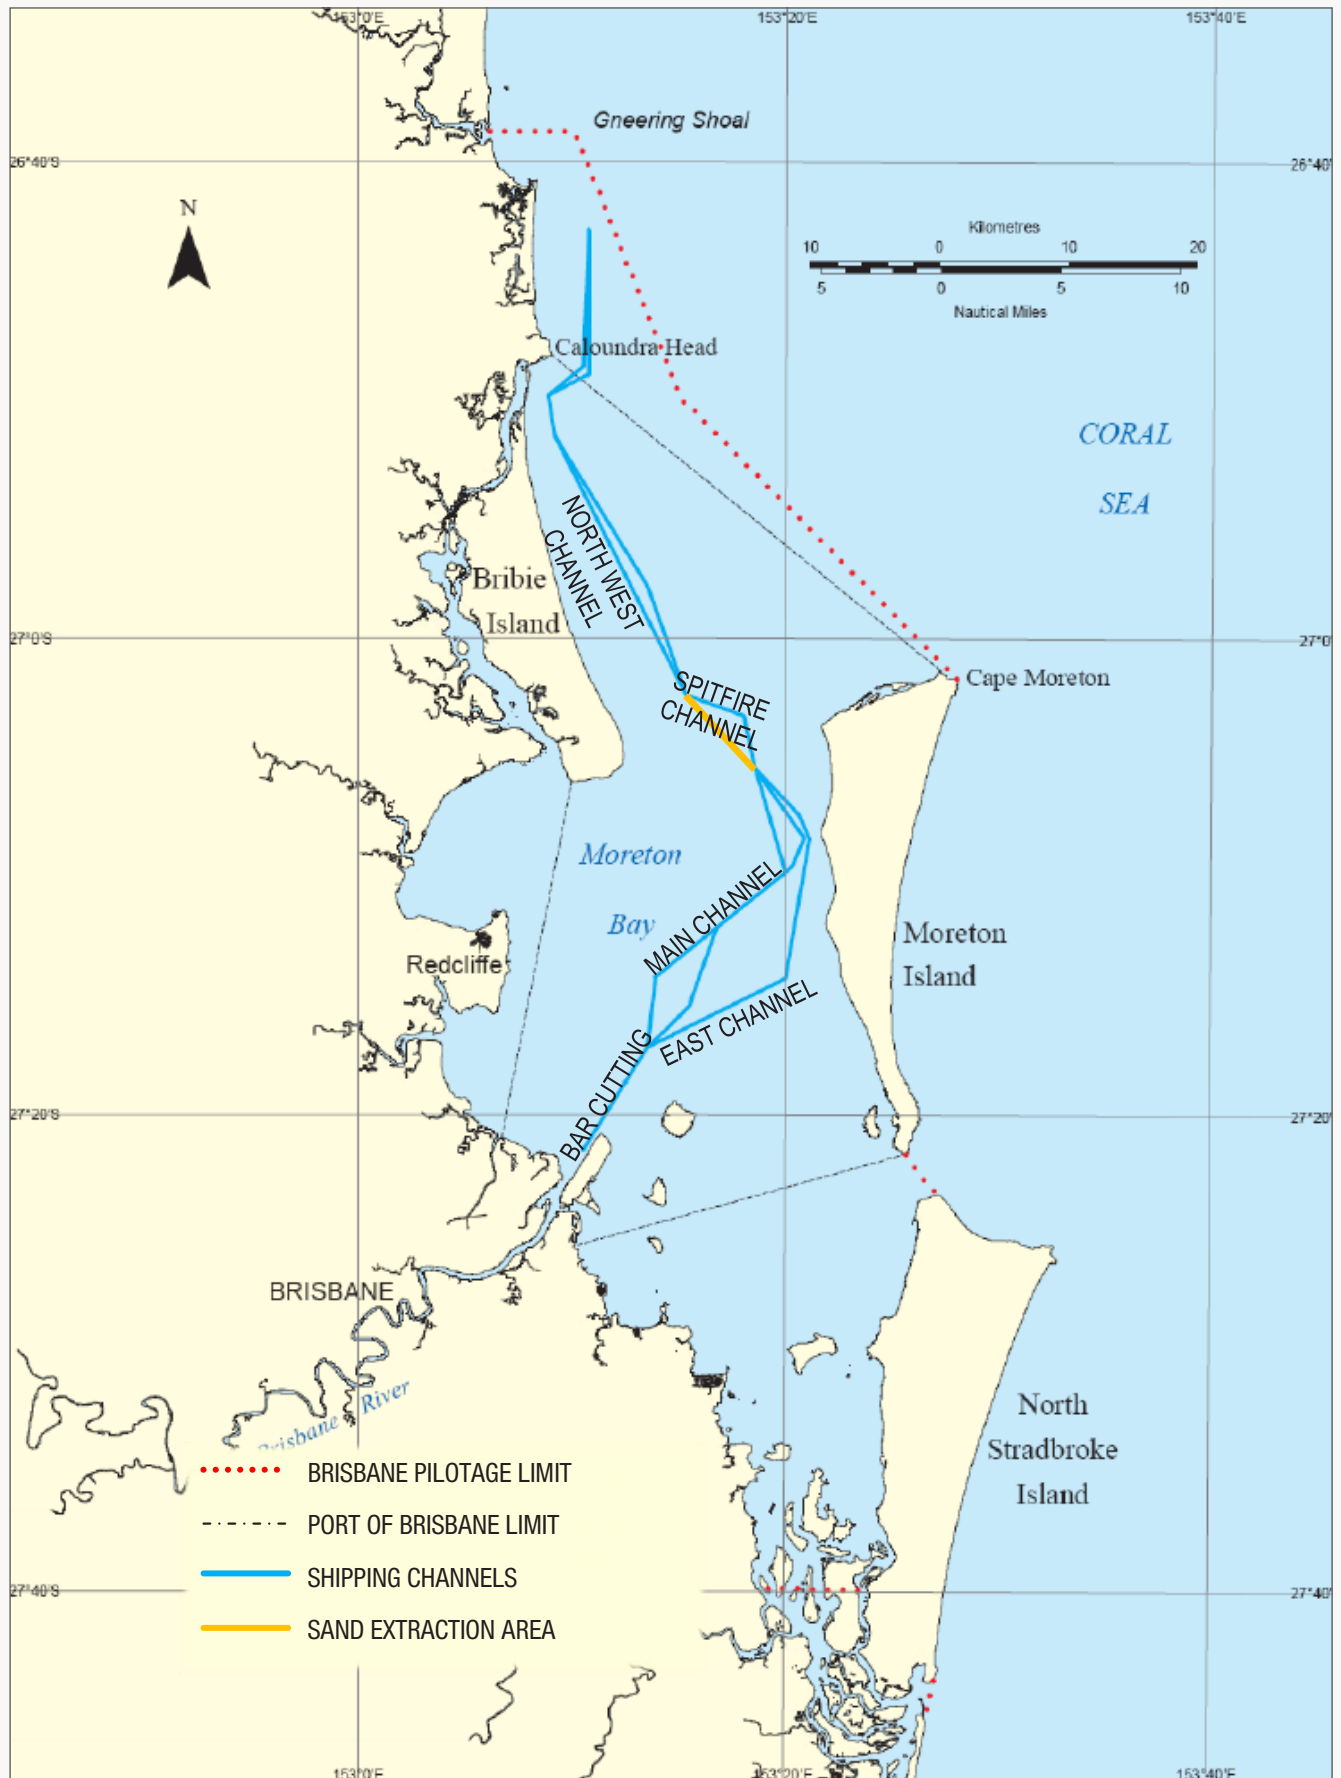 153°0'E
153°20'E
153°40'E
Gneering Shoal
26°40'S
26°40'
N
Kilometres
10 0 10 20
5 0 5 10
Nautical Miles
Caloundra Head
CORAL
SEA
NORTH WEST
CHANNEL
Bribie
Island
27°0'S
27°0'
Cape Moreton
SPITFIRE
CHANNEL
Moreton
Bay
MAIN CHANNEL
Moreton
Island
Redcliffe
EAST CHANNEL
BAR CUTTING
27°20'S
27°20'
BRISBANE
Brisbane River
North
Stradbroke
Island
BRISBANE PILOTAGE LIMIT
PORT OF BRISBANE LIMIT
SHIPPING CHANNELS
SAND EXTRACTION AREA
27°40'S
27°40'
153°0'E
153°20'E
153°40'E